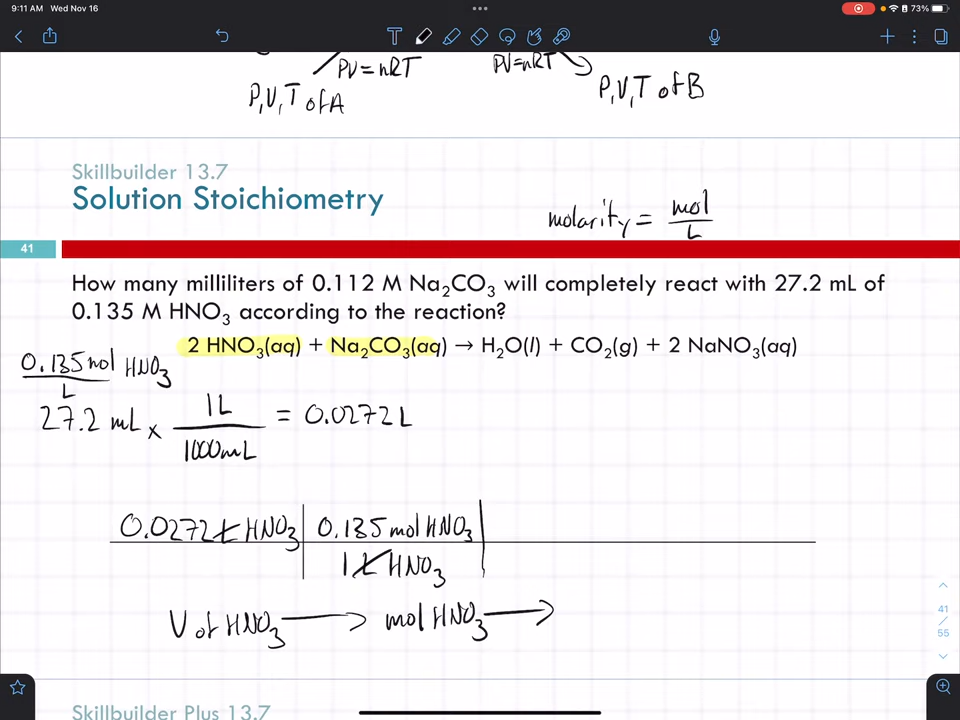 9:11 AM Wed Nov 16
73%
PV=nRT PV=nRT
P,V,T of A P,V,T of B
Skillbuilder 13.7
Solution Stoichiometry
molarity = mol/L
41
How many milliliters of 0.112 M Na₂CO₃ will completely react with 27.2 mL of
0.135 M HNO₃ according to the reaction?
2 HNO₃(aq) + Na₂CO₃(aq) → H₂O(l) + CO₂(g) + 2 NaNO₃(aq)
0.135 mol HNO₃
L
27.2 mL x 1L/1000mL = 0.0272 L
0.0272 L HNO₃ 0.135 mol HNO₃
1 L HNO₃
V of HNO₃ → mol HNO₃ →
41
/
55
Skillbuilder Plus 13.7